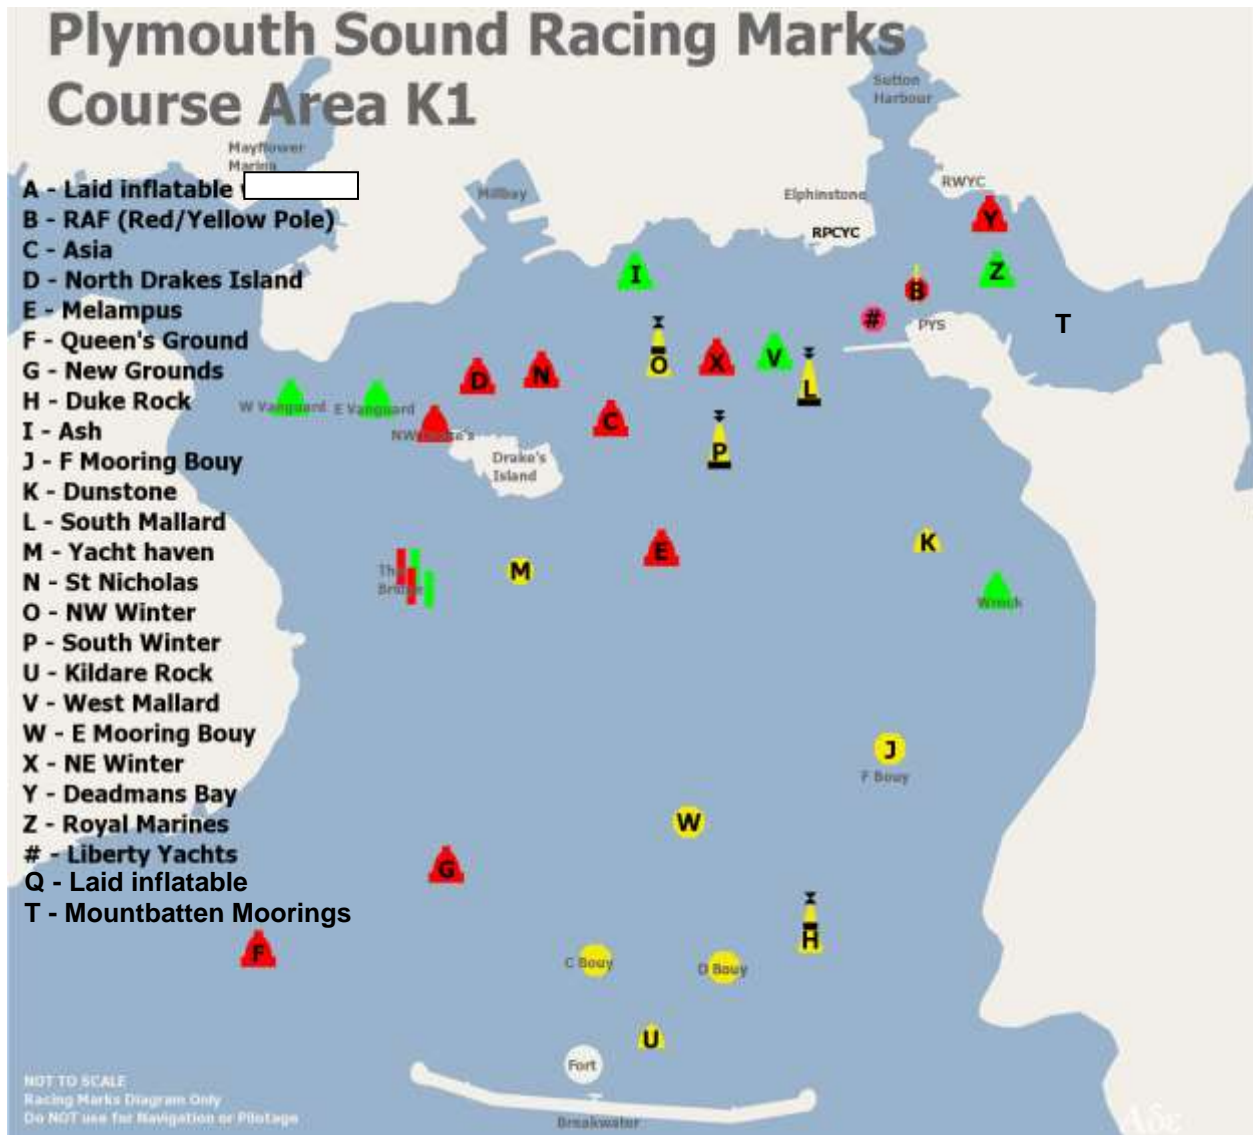 Plymouth Sound Racing Marks
Course Area K1
Sutton
Harbour
Mayflower
Marina
Millbay
Elphinstone
RWYC
RPCYC
A - Laid inflatable
B - RAF (Red/Yellow Pole)
C - Asia
D - North Drakes Island
E - Melampus
F - Queen's Ground
G - New Grounds
H - Duke Rock
I - Ash
J - F Mooring Bouy
K - Dunstone
L - South Mallard
M - Yacht haven
N - St Nicholas
O - NW Winter
P - South Winter
U - Kildare Rock
V - West Mallard
W - E Mooring Bouy
X - NE Winter
Y - Deadmans Bay
Z - Royal Marines
# - Liberty Yachts
Q - Laid inflatable
T - Mountbatten Moorings
Y
I
Z
B
#
PYS
T
O
X
V
L
D
N
W Vanguard
E Vanguard
C
P
Drake's
Island
E
K
M
The
Bridge
Wreck
J
F Bouy
W
G
H
F
C Bouy
D Bouy
U
Fort
Breakwater
NOT TO SCALE
Racing Marks Diagram Only
Do NOT use for Navigation or Pilotage